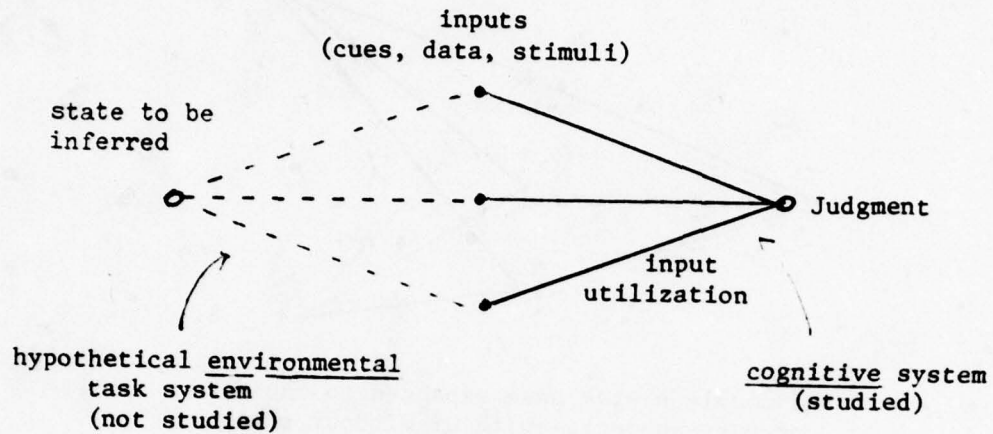 inputs
(cues, data, stimuli)
state to be
inferred
Judgment
input
utilization
hypothetical environmental
task system
(not studied)
cognitive system
(studied)